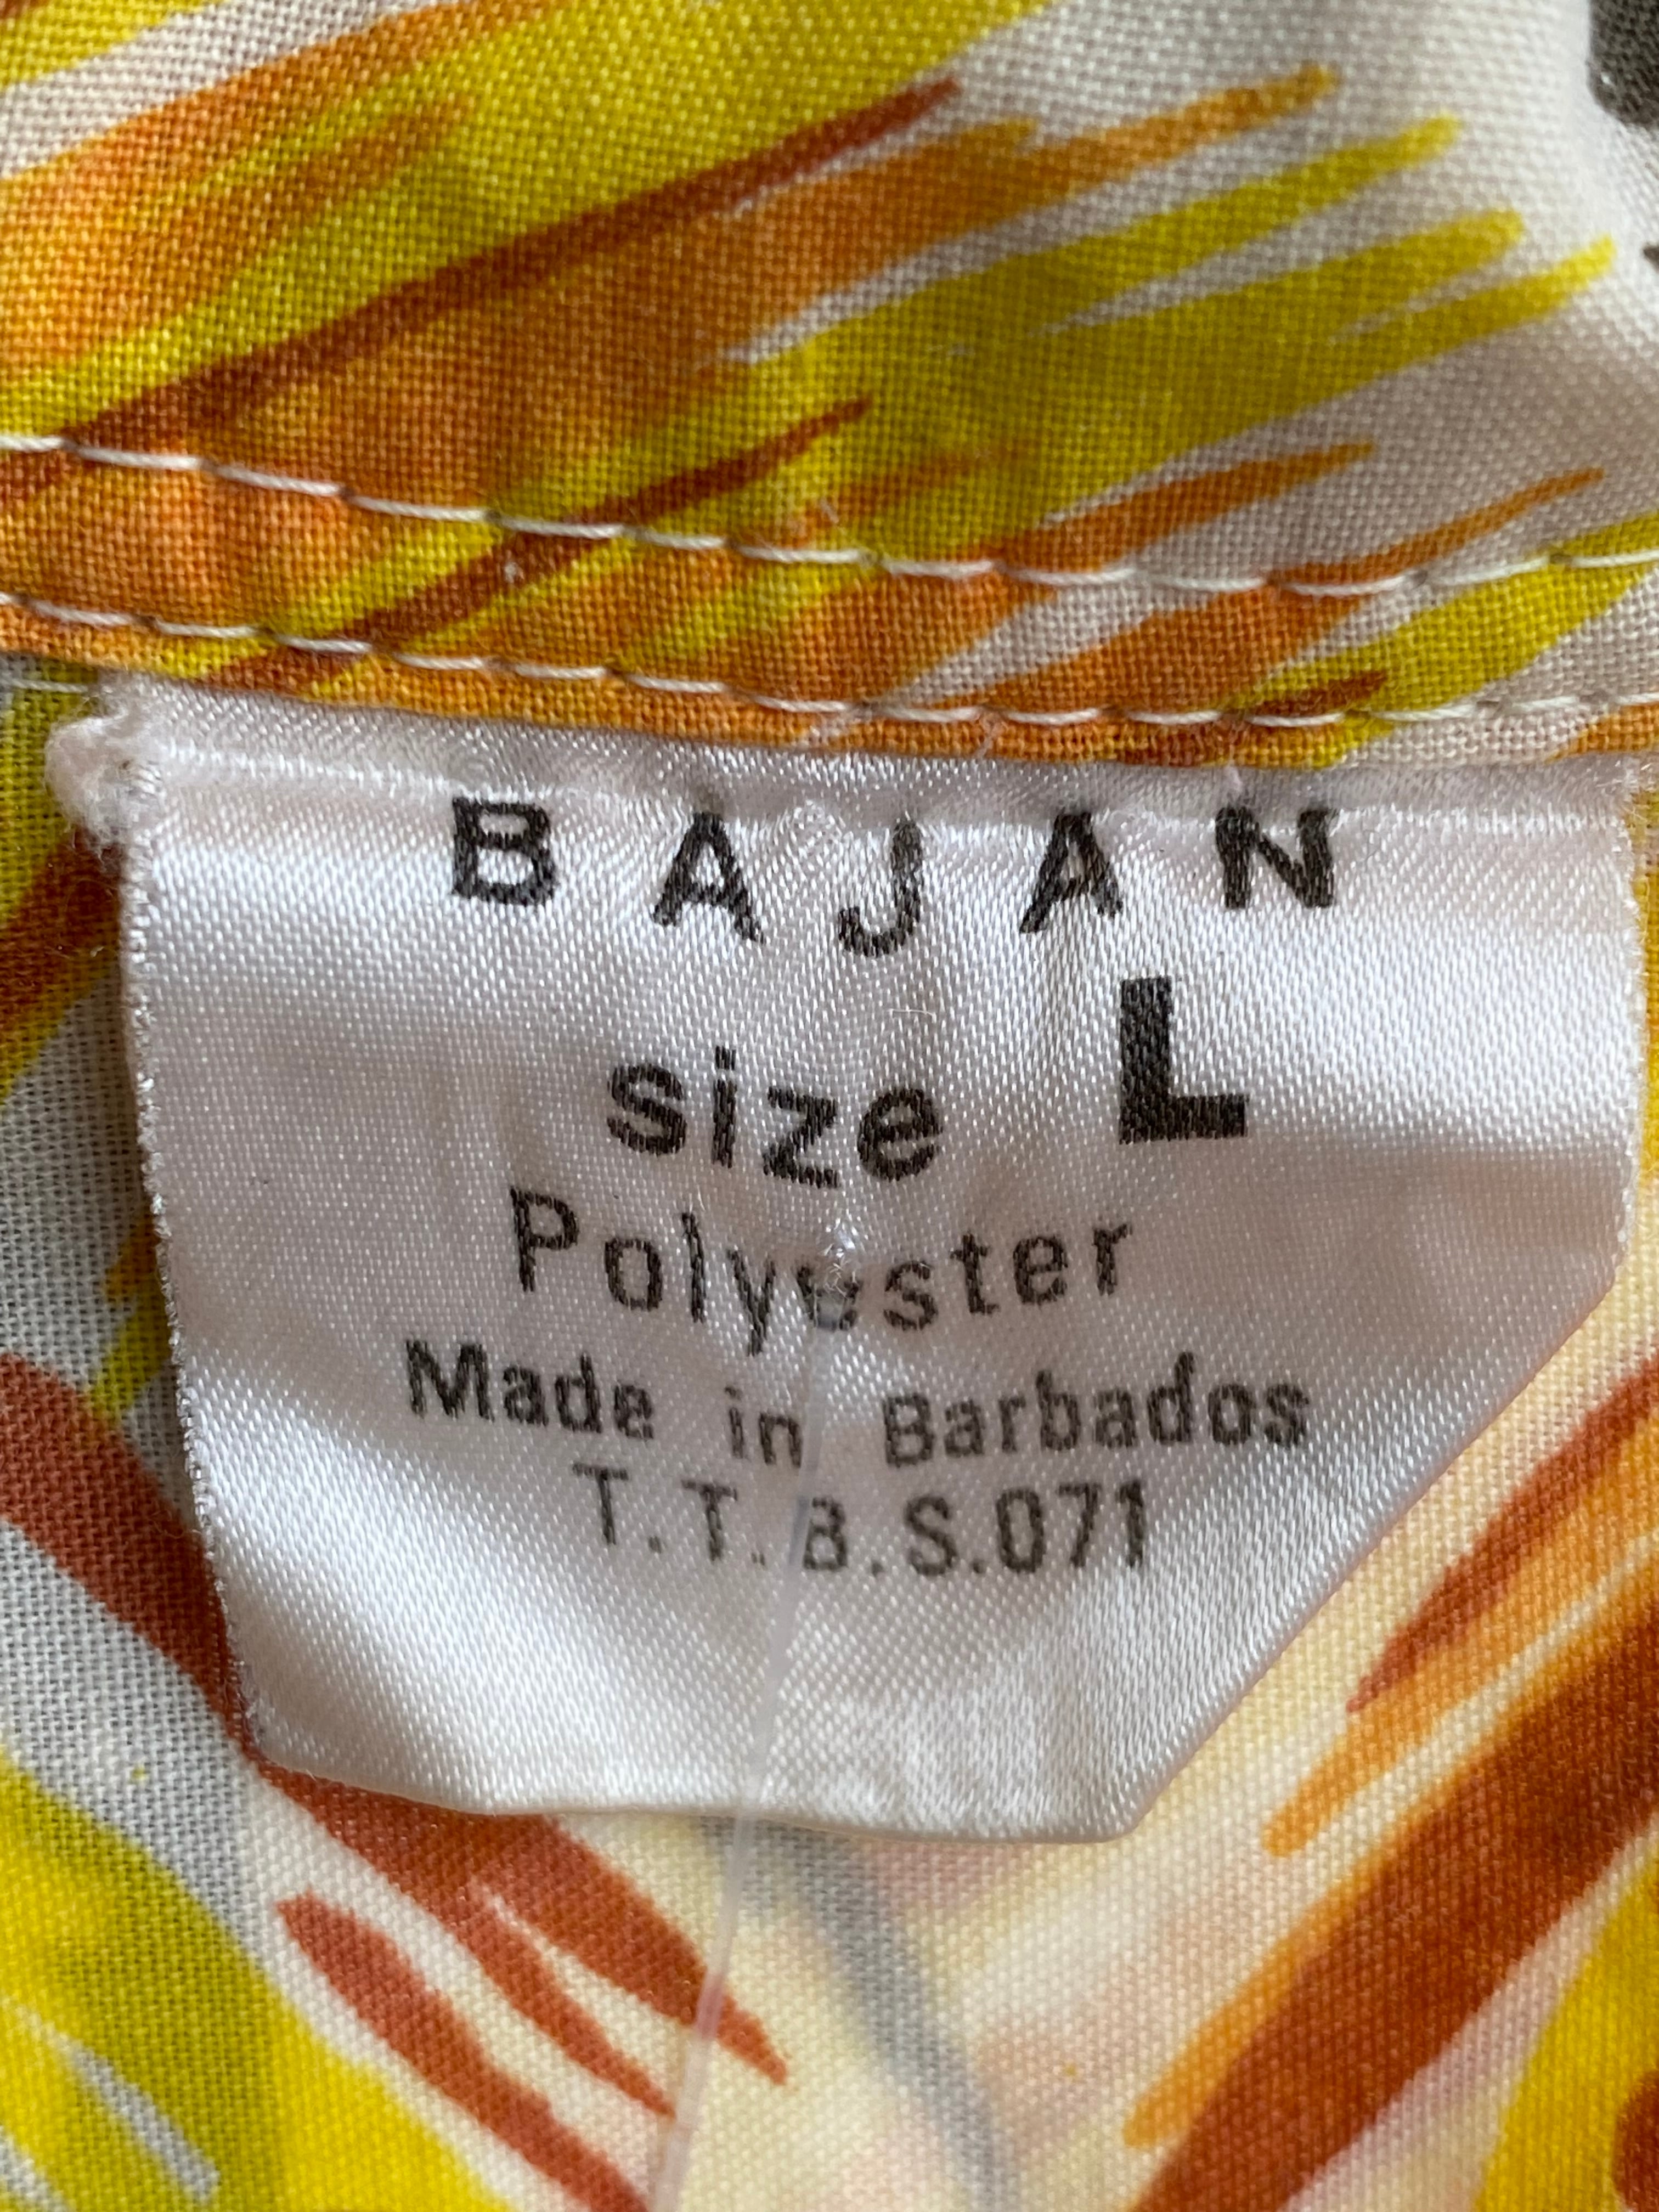 BAJAN
size L
Polyester
Made in Barbados
T.T.B.S.071